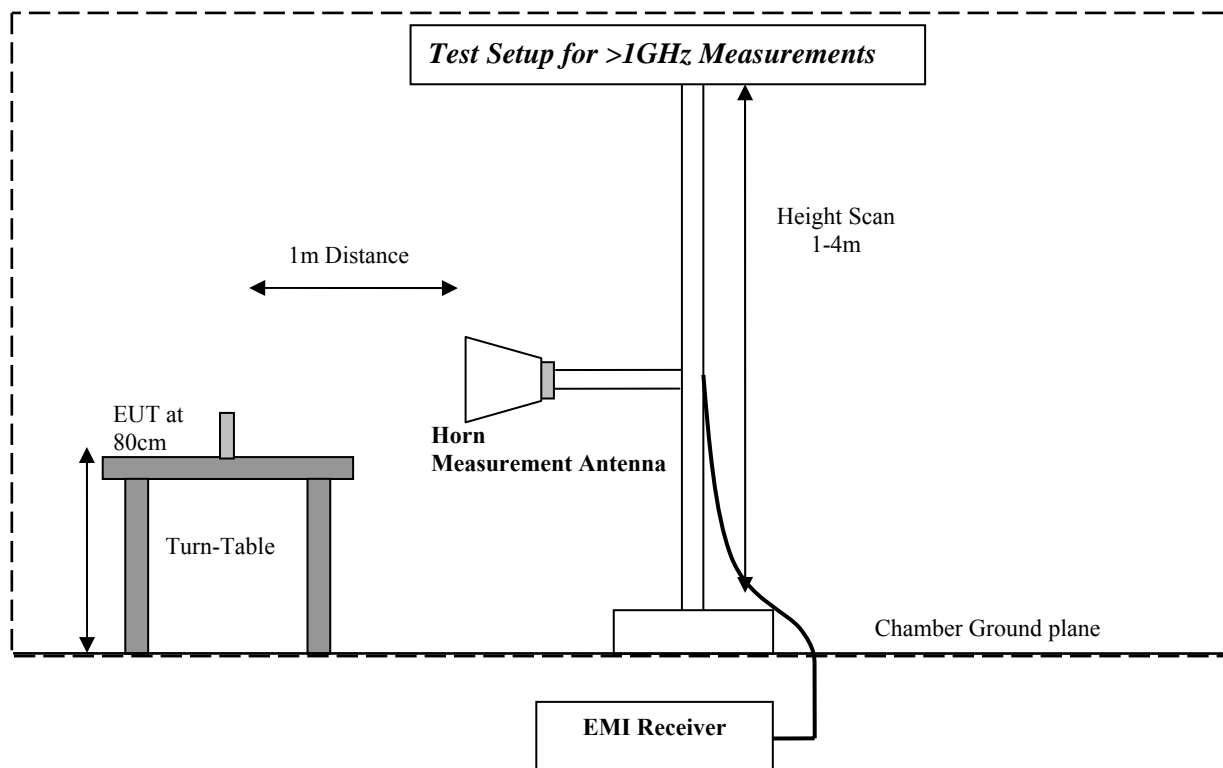 Test Setup for >1GHz Measurements
Height Scan
1-4m
1m Distance
EUT at
80cm
Horn
Measurement Antenna
Turn-Table
Chamber Ground plane
EMI Receiver